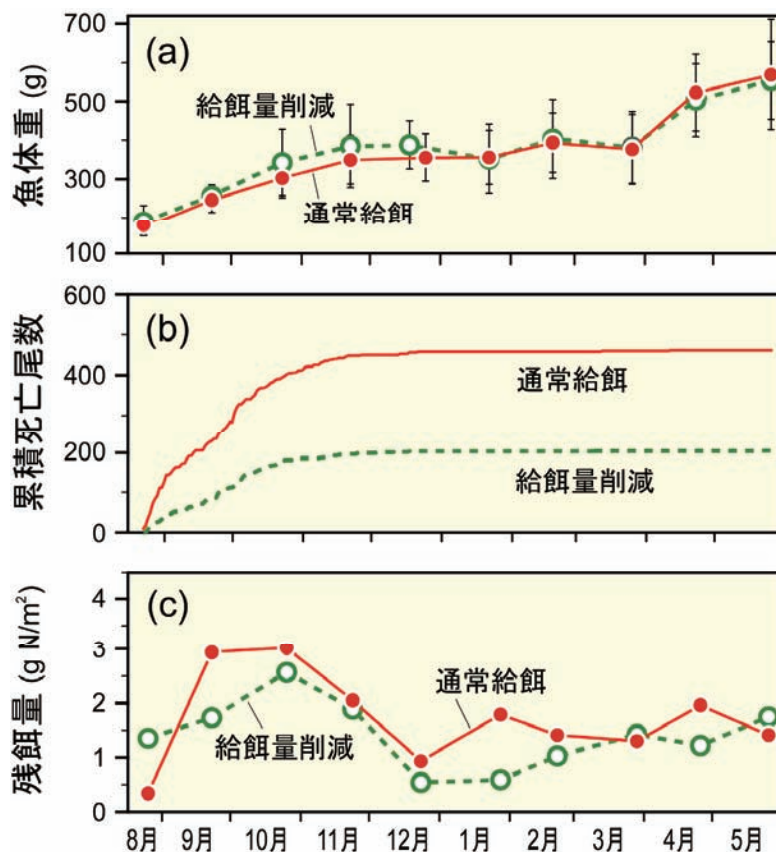 魚体重 (g)
700
500
300
100
(a)
給餌量削減
通常給餌
累積死亡尾数
600
400
200
0
(b)
通常給餌
給餌量削減
残餌量 (g N/m²)
4
3
2
1
0
(c)
通常給餌
給餌量削減
8月 9月 10月 11月 12月 1月 2月 3月 4月 5月